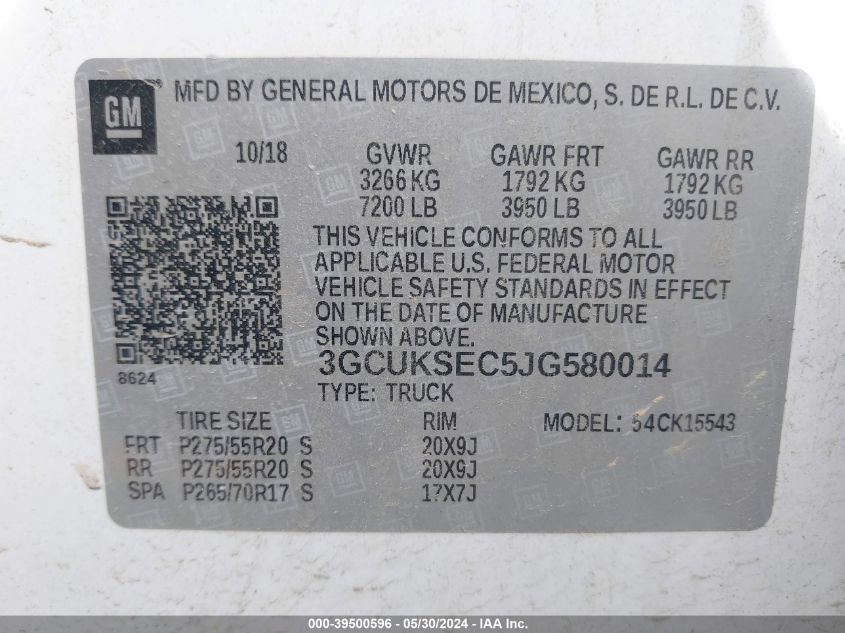 GM
MFD BY GENERAL MOTORS DE MEXICO, S. DE R.L. DE C.V.
10/18 GVWR GAWR FRT GAWR RR
3266 KG 1792 KG 1792 KG
7200 LB 3950 LB 3950 LB
THIS VEHICLE CONFORMS TO ALL
APPLICABLE U.S. FEDERAL MOTOR
VEHICLE SAFETY STANDARDS IN EFFECT
ON THE DATE OF MANUFACTURE
SHOWN ABOVE.
3GCUKSEC5JG580014
8624
TYPE: TRUCK
TIRE SIZE RIM MODEL: 54CK15543
FRT P275/55R20 S 20X9J
RR P275/55R20 S 20X9J
SPA P265/70R17 S 17X7J
000-39500596 - 05/30/2024 - IAA Inc.